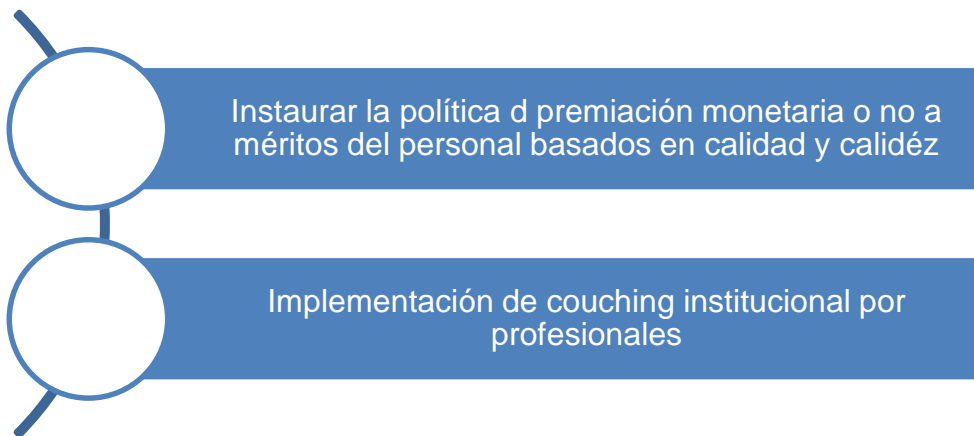 Instaurar la política d premiación monetaria o no a
méritos del personal basados en calidad y calidéz
Implementación de couching institucional por
profesionales